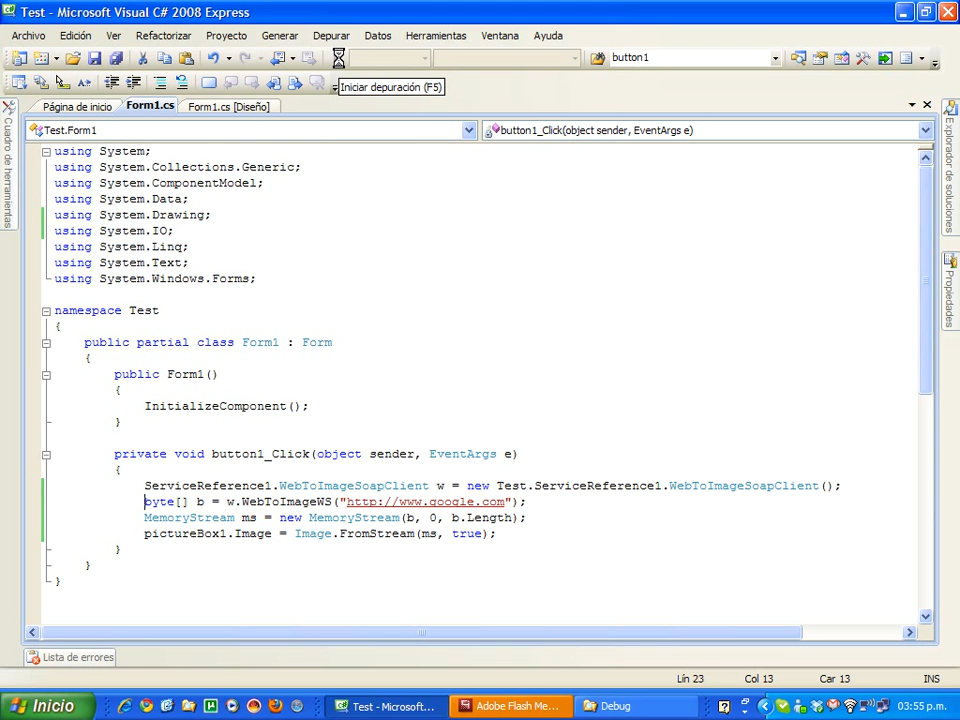 Test - Microsoft Visual C# 2008 Express
Archivo Edición Ver Refactorizar Proyecto Generar Depurar Datos Herramientas Ventana Ayuda
button1
Iniciar depuración (F5)
Página de inicio Form1.cs Form1.cs [Diseño]
Test.Form1 button1_Click(object sender, EventArgs e)
Cuadro de herramientas
Explorador de soluciones
Propiedades
using System;
using System.Collections.Generic;
using System.ComponentModel;
using System.Data;
using System.Drawing;
using System.IO;
using System.Linq;
using System.Text;
using System.Windows.Forms;
namespace Test
{
public partial class Form1 : Form
{
public Form1()
{
InitializeComponent();
}
private void button1_Click(object sender, EventArgs e)
{
ServiceReference1.WebToImageSoapClient w = new Test.ServiceReference1.WebToImageSoapClient();
byte[] b = w.WebToImageWS("http://www.google.com");
MemoryStream ms = new MemoryStream(b, 0, b.Length);
pictureBox1.Image = Image.FromStream(ms, true);
}
}
}
Lista de errores
Lín 23 Col 13 Car 13 INS
Inicio Test - Microsoft Visual C... Adobe Flash Me... Debug 03:55 p.m.